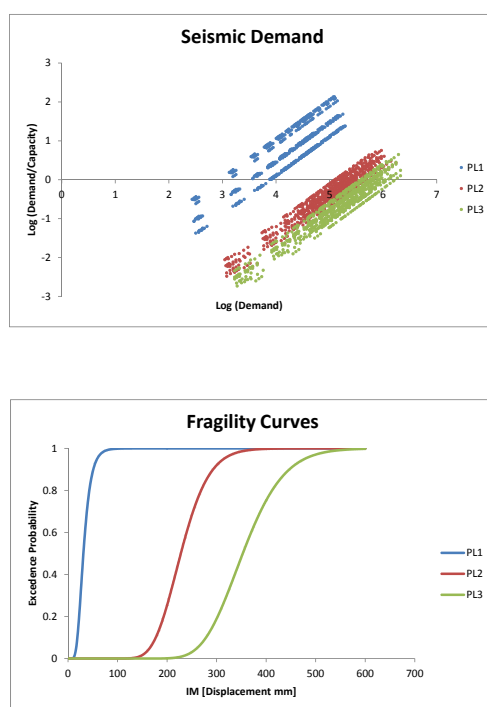 Seismic Demand
3
2
1
0
-1
-2
-3
0 1 2 3 4 5 6 7
Log (Demand/Capacity)
Log (Demand)
PL1
PL2
PL3
Fragility Curves
1
0.8
0.6
0.4
0.2
0
0 100 200 300 400 500 600 700
Exceedence Probability
IM [Displacement mm]
PL1
PL2
PL3